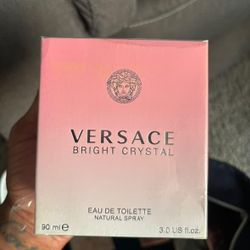 VERSACE
BRIGHT CRYSTAL
EAU DE TOILETTE
NATURAL SPRAY
90 ml e 3.0 US fl.oz.